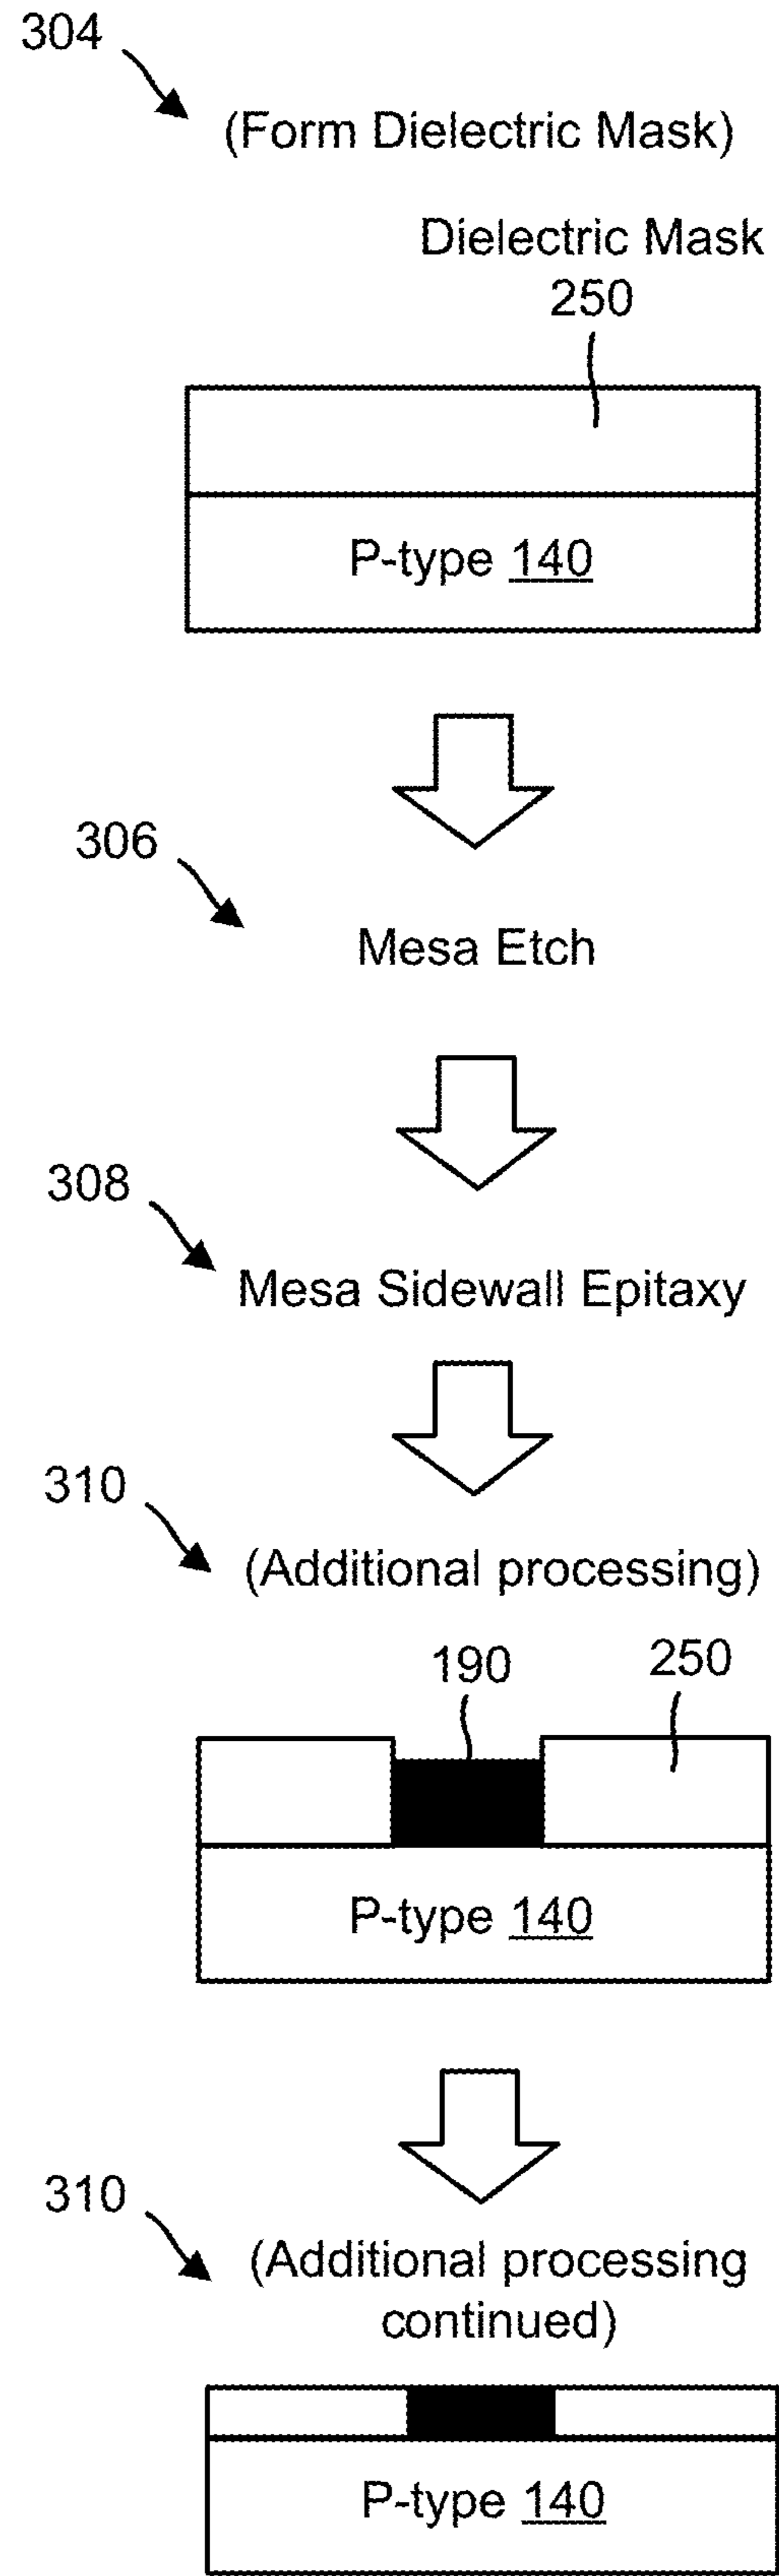 304
(Form Dielectric Mask)
Dielectric Mask
250
P-type 140
306
Mesa Etch
308
Mesa Sidewall Epitaxy
310
(Additional processing)
190
250
P-type 140
310
(Additional processing
continued)
P-type 140